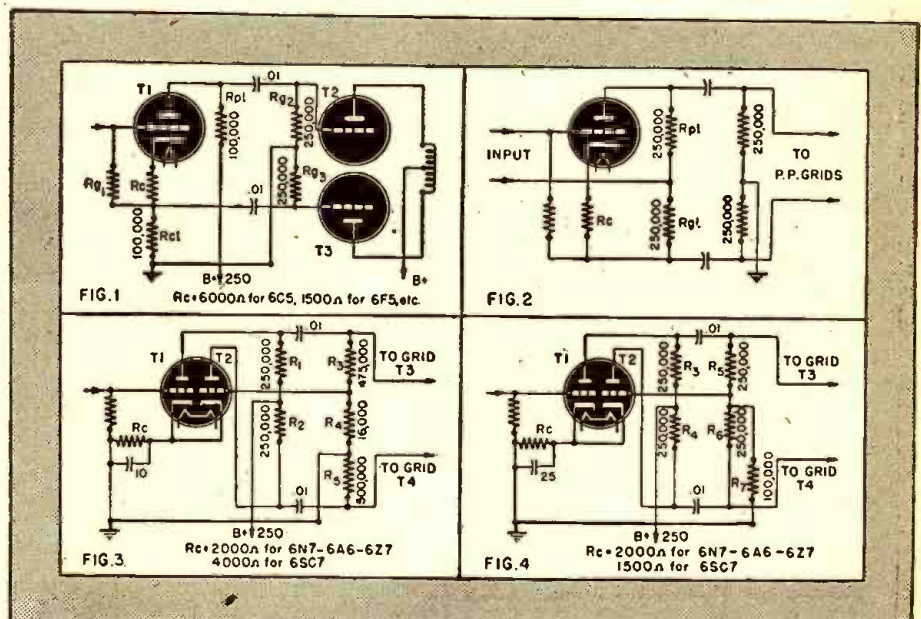 T1
.01
T2
Rp1
100,000
Rg2
250,000
Rg1
Rc
Rc1
100,000
.01
250,000
Rg3
T3
B+250
B+
FIG.1
Rc=6000Ω for 6C5, 1500Ω for 6F5, etc.
INPUT
Rp1
250,000
250,000
TO
P.P. GRIDS
Rc
Rg1
250,000
250,000
FIG.2
T1
T2
.01
R1
250,000
R3
475,000
TO GRID
T3
R2
250,000
R4
16,000
Rc
10
R5
500,000
TO GRID
T4
.01
B+250
FIG.3.
Rc=2000Ω for 6N7-6A6-6Z7
4000Ω for 6SC7
T1
T2
.01
R3
250,000
R5
250,000
TO GRID
T3
R4
250,000
R6
250,000
Rc
25
R7
100,000
TO GRID
T4
.01
B+250
FIG.4
Rc=2000Ω for 6N7-6A6-6Z7
1500Ω for 6SC7